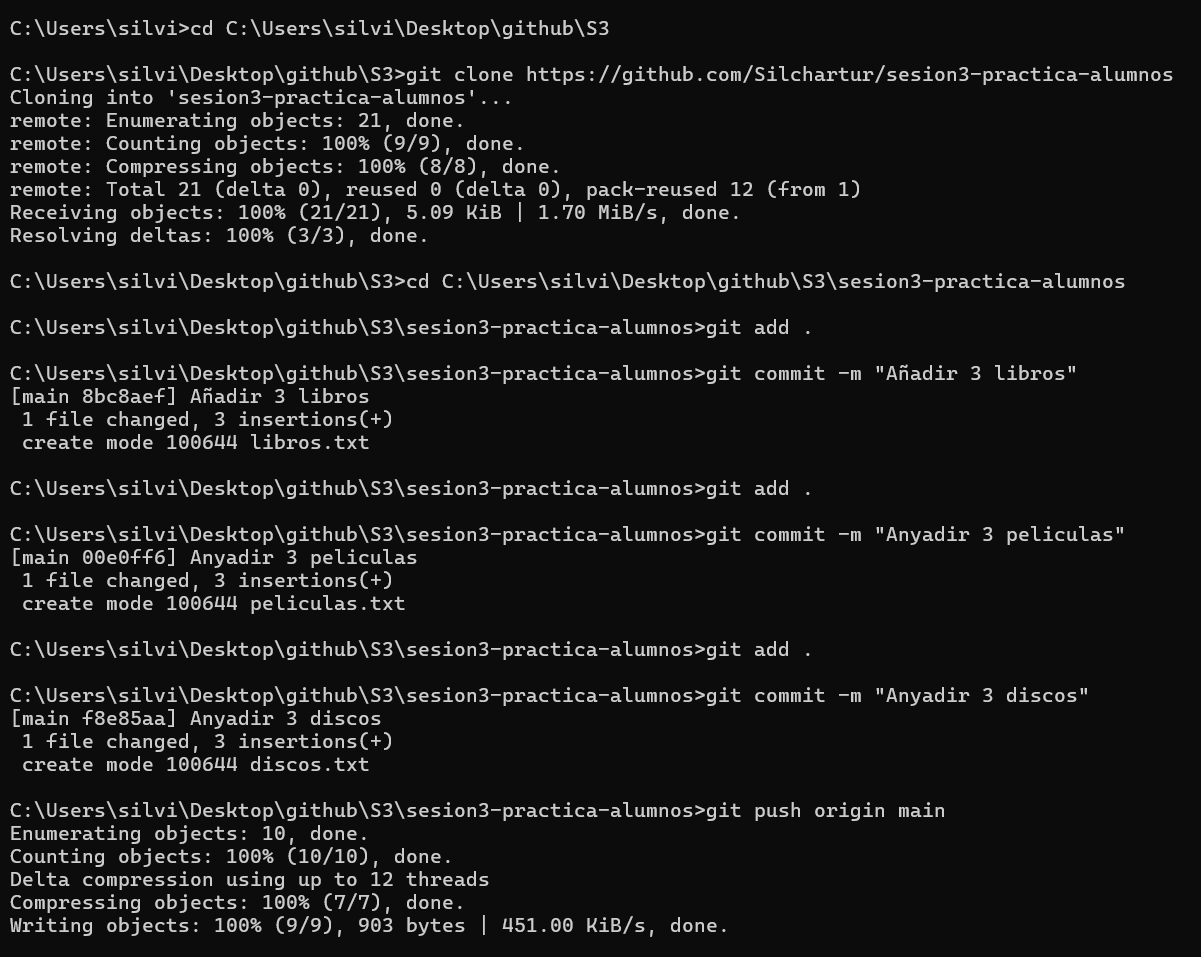 C:\Users\silvi>cd C:\Users\silvi\Desktop\github\S3
C:\Users\silvi\Desktop\github\S3>git clone https://github.com/Silchartur/sesion3-practica-alumnos
Cloning into 'sesion3-practica-alumnos'...
remote: Enumerating objects: 21, done.
remote: Counting objects: 100% (9/9), done.
remote: Compressing objects: 100% (8/8), done.
remote: Total 21 (delta 0), reused 0 (delta 0), pack-reused 12 (from 1)
Receiving objects: 100% (21/21), 5.09 KiB | 1.70 MiB/s, done.
Resolving deltas: 100% (3/3), done.
C:\Users\silvi\Desktop\github\S3>cd C:\Users\silvi\Desktop\github\S3\sesion3-practica-alumnos
C:\Users\silvi\Desktop\github\S3\sesion3-practica-alumnos>git add .
C:\Users\silvi\Desktop\github\S3\sesion3-practica-alumnos>git commit -m "Añadir 3 libros"
[main 8bc8aef] Añadir 3 libros
 1 file changed, 3 insertions(+)
 create mode 100644 libros.txt
C:\Users\silvi\Desktop\github\S3\sesion3-practica-alumnos>git add .
C:\Users\silvi\Desktop\github\S3\sesion3-practica-alumnos>git commit -m "Anyadir 3 peliculas"
[main 00e0ff6] Anyadir 3 peliculas
 1 file changed, 3 insertions(+)
 create mode 100644 peliculas.txt
C:\Users\silvi\Desktop\github\S3\sesion3-practica-alumnos>git add .
C:\Users\silvi\Desktop\github\S3\sesion3-practica-alumnos>git commit -m "Anyadir 3 discos"
[main f8e85aa] Anyadir 3 discos
 1 file changed, 3 insertions(+)
 create mode 100644 discos.txt
C:\Users\silvi\Desktop\github\S3\sesion3-practica-alumnos>git push origin main
Enumerating objects: 10, done.
Counting objects: 100% (10/10), done.
Delta compression using up to 12 threads
Compressing objects: 100% (7/7), done.
Writing objects: 100% (9/9), 903 bytes | 451.00 KiB/s, done.